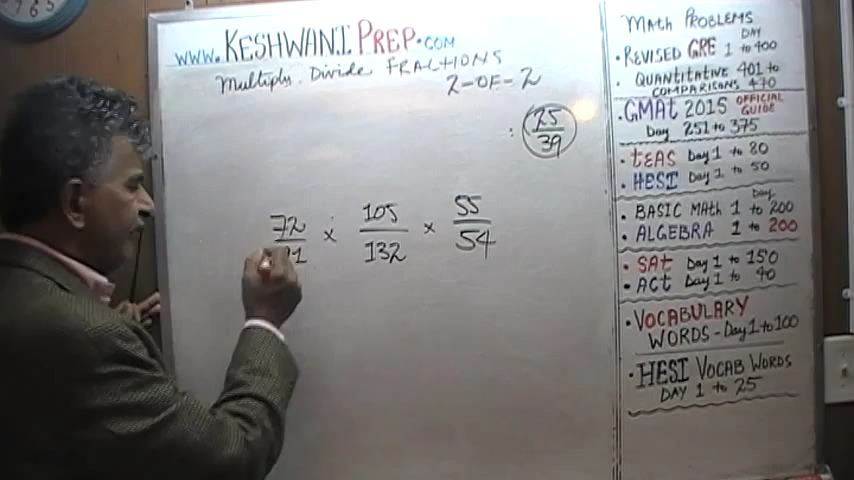 www.KESHWANI PREP.COM
Multiply. Divide FRACTIONS
2-OF-2
: 25
39
72 × 105 × 55
132 54
MATH PROBLEMS
DAY
• REVISED GRE 1 to 400
• QUANTITATIVE 401 to
COMPARISONS 470
GMAt 2015 OFFICIAL
GUIDE
Day 251 to 375
• tEAS Day 1 to 80
• HESI Day 1 to 50
Day
• BASIC Math 1 to 200
• ALGEBRA 1 to 200
• SAt Day 1 to 150
• ACt Day 1 to 40
• VOCABULARY
WORDS - Day 1 to 100
• HESI VOCAB WORDS
DAY 1 to 25
7 6 5